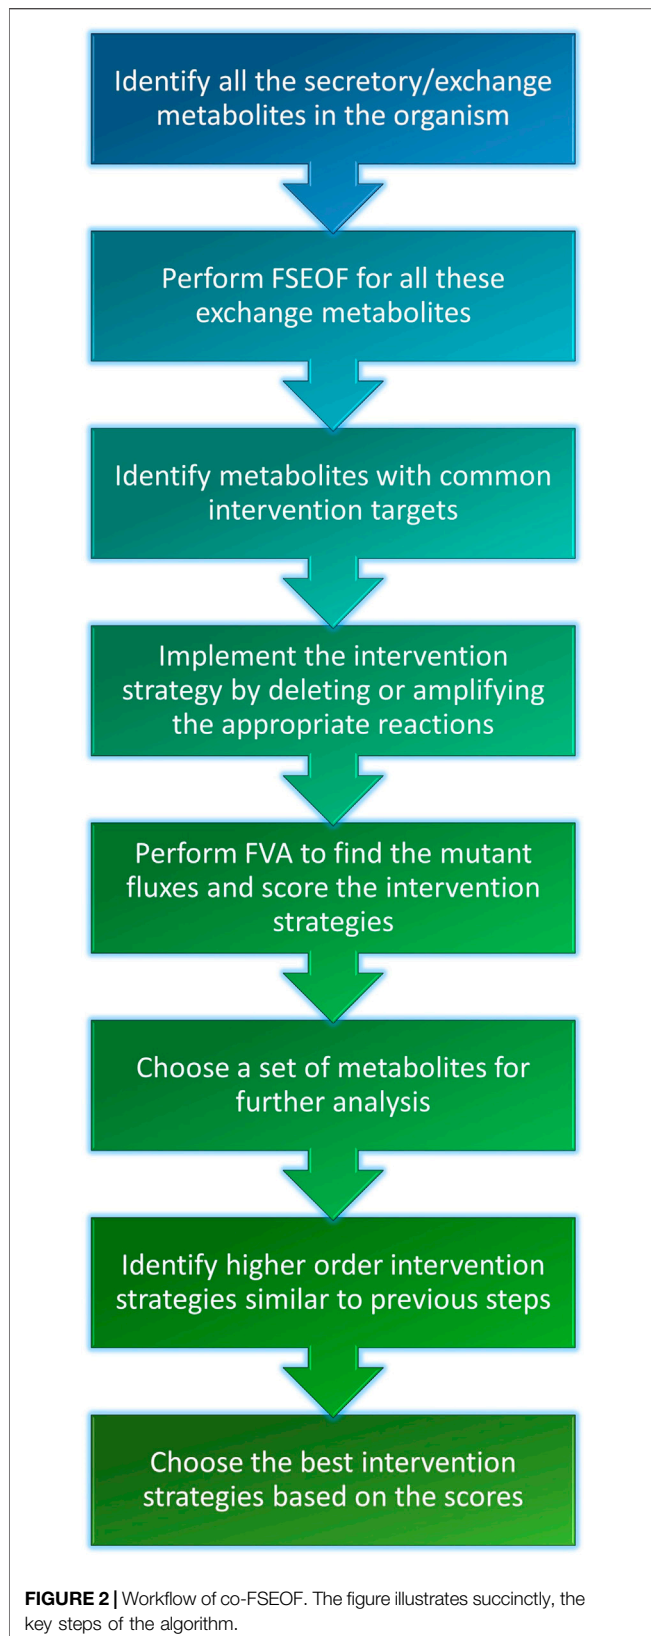 Identify all the secretory/exchange
metabolites in the organism
Perform FSEOF for all these
exchange metabolites
Identify metabolites with common
intervention targets
Implement the intervention
strategy by deleting or amplifying
the appropriate reactions
Perform FVA to find the mutant
fluxes and score the intervention
strategies
Choose a set of metabolites for
further analysis
Identify higher order intervention
strategies similar to previous steps
Choose the best intervention
strategies based on the scores
FIGURE 2 | Workflow of co-FSEOF. The figure illustrates succinctly, the
key steps of the algorithm.